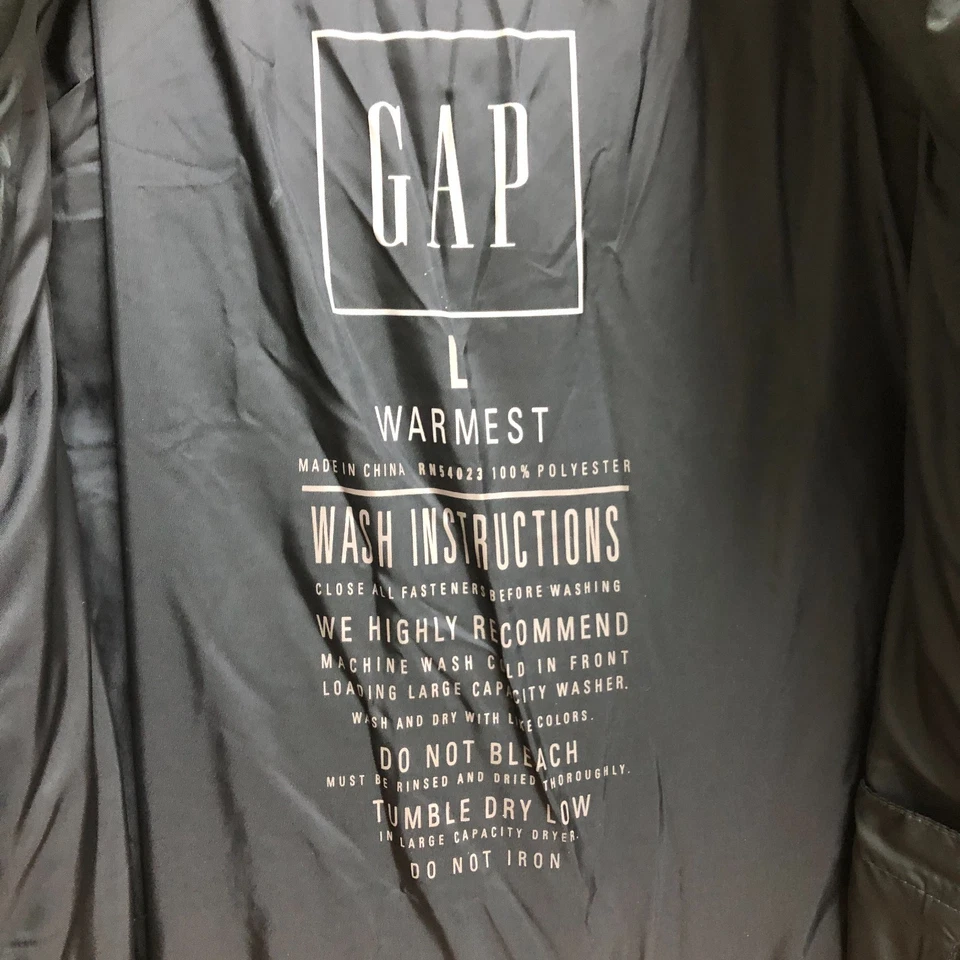 GAP
L
WARMEST
MADE IN CHINA RN54023 100% POLYESTER
WASH INSTRUCTIONS
CLOSE ALL FASTENERS BEFORE WASHING
WE HIGHLY RECOMMEND
MACHINE WASH COLD IN FRONT
LOADING LARGE CAPACITY WASHER.
WASH AND DRY WITH LIKE COLORS.
DO NOT BLEACH
MUST BE RINSED AND DRIED THOROUGHLY.
TUMBLE DRY LOW
IN LARGE CAPACITY DRYER.
DO NOT IRON